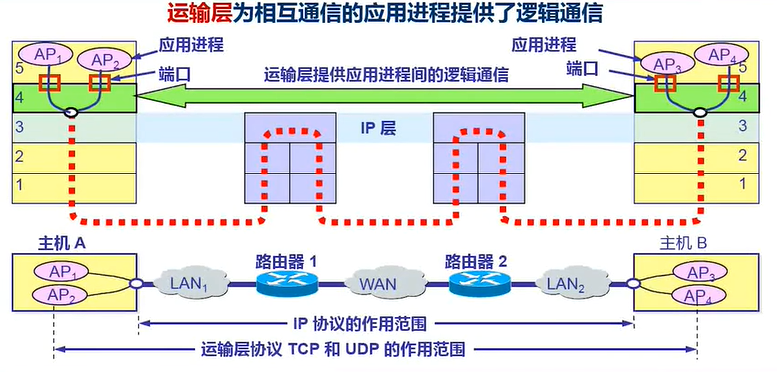 运输层为相互通信的应用进程提供了逻辑通信
AP1 AP2 应用进程 应用进程 AP3 AP4
5 端口 运输层提供应用进程间的逻辑通信 端口 5
4 4
3 IP 层 3
2 2
1 1
主机 A 路由器 1 路由器 2 主机 B
AP1 AP2 LAN1 WAN LAN2 AP3 AP4
IP 协议的作用范围
运输层协议 TCP 和 UDP 的作用范围